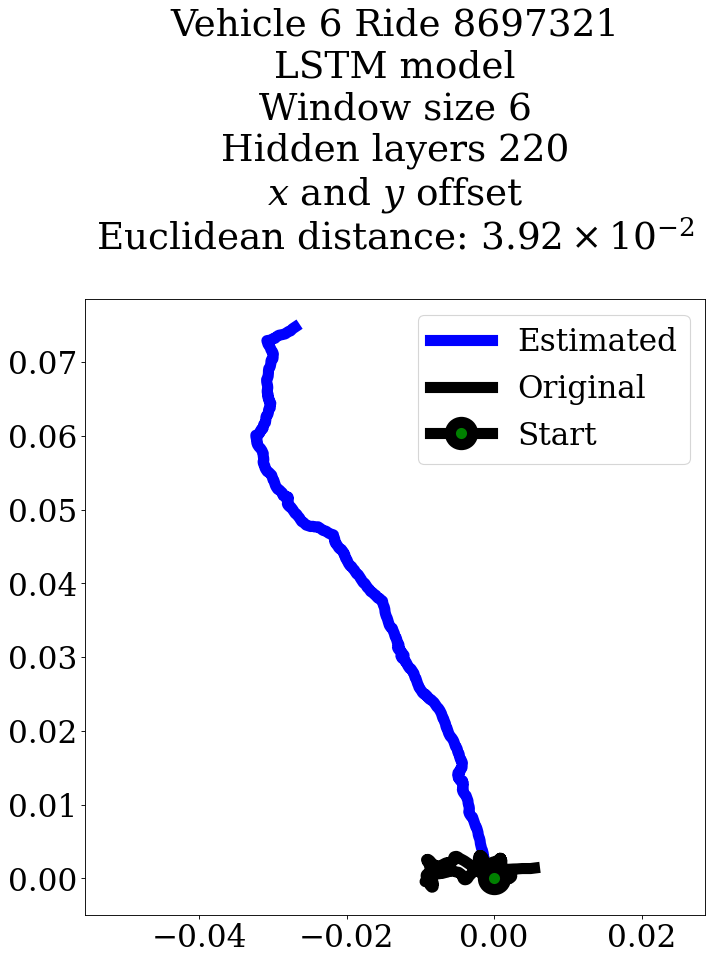 Vehicle 6 Ride 8697321
LSTM model
Window size 6
Hidden layers 220
x and y offset
Euclidean distance: 3.92 × 10⁻²
Estimated
Original
Start
0.07
0.06
0.05
0.04
0.03
0.02
0.01
0.00
−0.04
−0.02
0.00
0.02